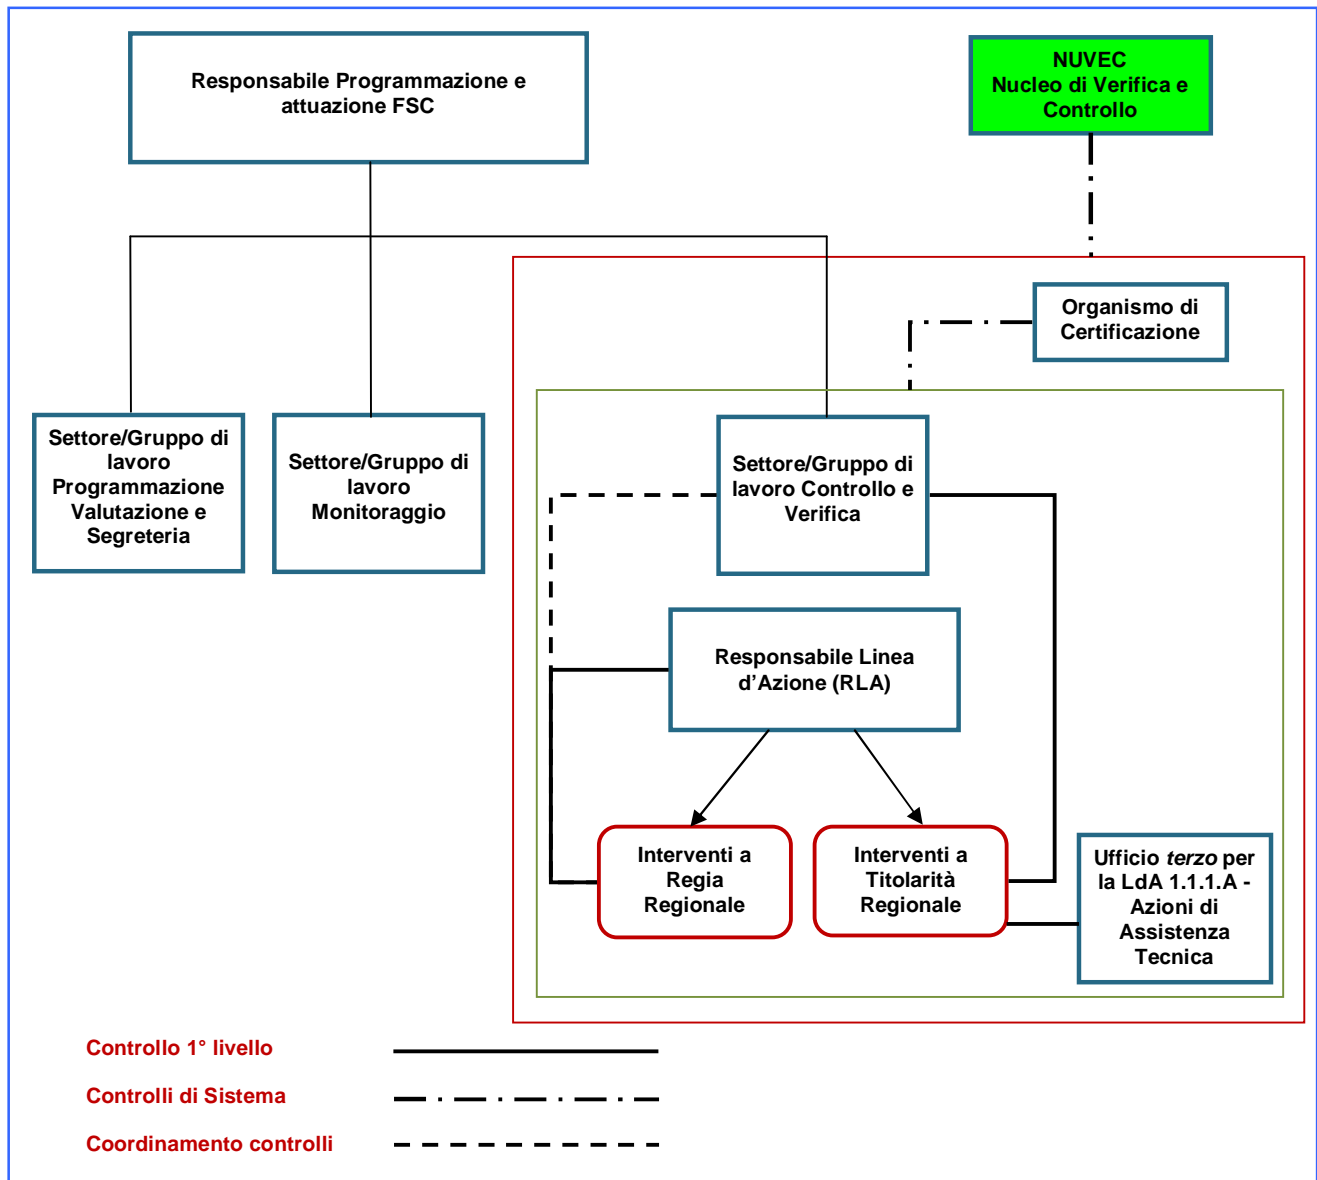 Responsabile Programmazione e
attuazione FSC
NUVEC
Nucleo di Verifica e
Controllo
Organismo di
Certificazione
Settore/Gruppo di
lavoro
Programmazione
Valutazione e
Segreteria
Settore/Gruppo di
lavoro
Monitoraggio
Settore/Gruppo di
lavoro Controllo e
Verifica
Responsabile Linea
d’Azione (RLA)
Interventi a
Regia
Regionale
Interventi a
Titolarità
Regionale
Ufficio terzo per
la LdA 1.1.1.A -
Azioni di
Assistenza
Tecnica
Controllo 1° livello
Controlli di Sistema
Coordinamento controlli